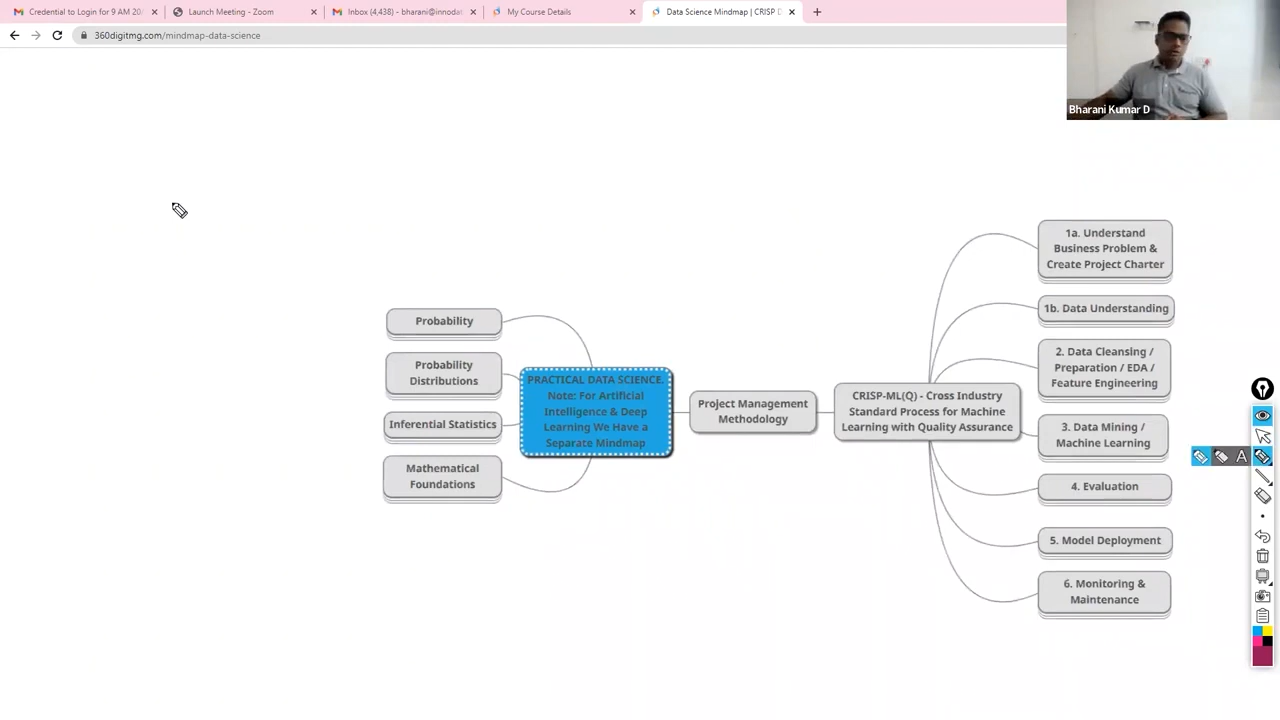 Credential to Login for 9 AM 20/
Launch Meeting - Zoom
Inbox (4,438) - bharani@innodat
My Course Details
Data Science Mindmap | CRISP D
360digitmg.com/mindmap-data-science
Bharani Kumar D
Probability
Probability
Distributions
Inferential Statistics
Mathematical
Foundations
PRACTICAL DATA SCIENCE.
Note: For Artificial
Intelligence & Deep
Learning We Have a
Separate Mindmap
Project Management
Methodology
CRISP-ML(Q) - Cross Industry
Standard Process for Machine
Learning with Quality Assurance
1a. Understand
Business Problem &
Create Project Charter
1b. Data Understanding
2. Data Cleansing /
Preparation / EDA /
Feature Engineering
3. Data Mining /
Machine Learning
4. Evaluation
5. Model Deployment
6. Monitoring &
Maintenance
A